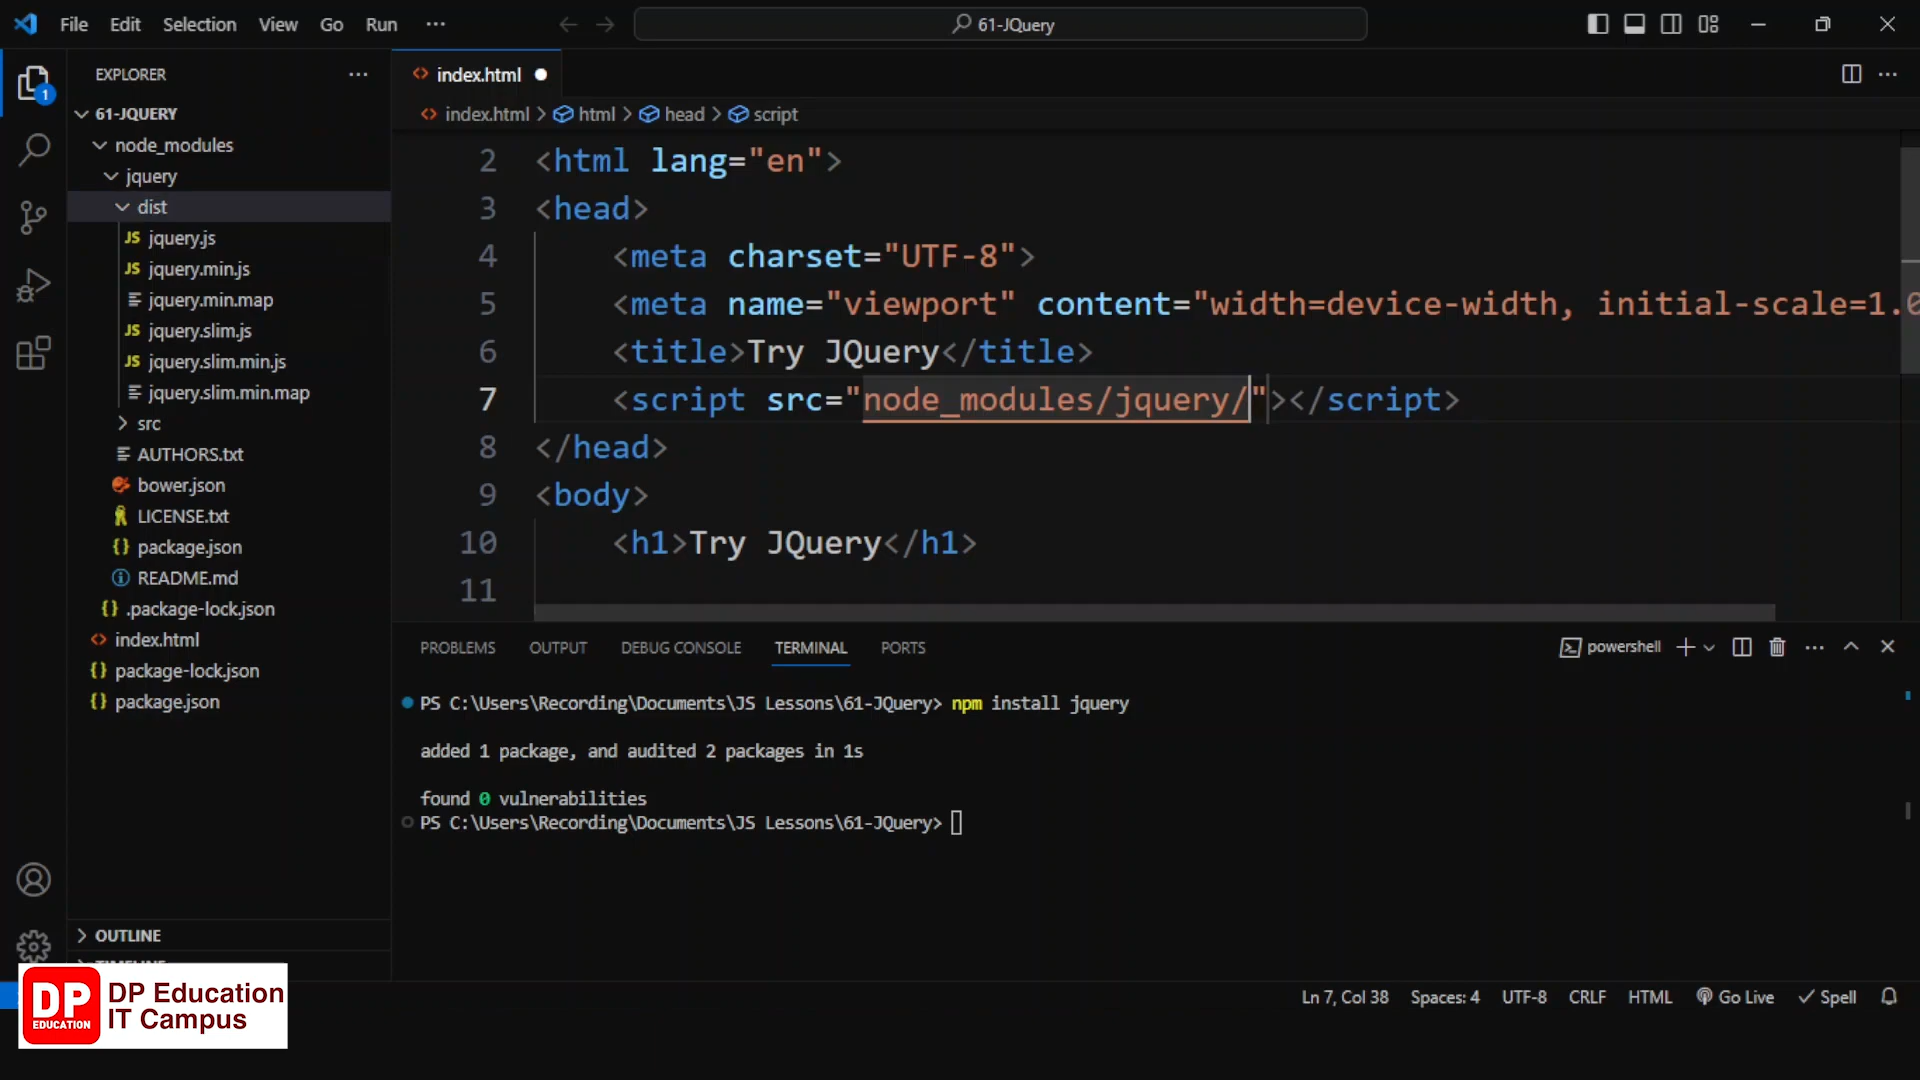 File Edit Selection View Go Run ···
61-JQuery
EXPLORER
1
61-JQUERY
node_modules
jquery
dist
JS jquery.js
JS jquery.min.js
jquery.min.map
JS jquery.slim.js
JS jquery.slim.min.js
jquery.slim.min.map
src
AUTHORS.txt
bower.json
LICENSE.txt
{} package.json
README.md
{} .package-lock.json
<> index.html
{} package-lock.json
{} package.json
OUTLINE
<> index.html
<> index.html > html > head > script
2 <html lang="en">
3 <head>
4 <meta charset="UTF-8">
5 <meta name="viewport" content="width=device-width, initial-scale=1.0
6 <title>Try JQuery</title>
7 <script src="node_modules/jquery/"></script>
8 </head>
9 <body>
10 <h1>Try JQuery</h1>
11
PROBLEMS OUTPUT DEBUG CONSOLE TERMINAL PORTS
powershell
PS C:\Users\Recording\Documents\JS Lessons\61-JQuery> npm install jquery
added 1 package, and audited 2 packages in 1s
found 0 vulnerabilities
PS C:\Users\Recording\Documents\JS Lessons\61-JQuery>
DP EDUCATION
DP Education
IT Campus
Ln 7, Col 38 Spaces: 4 UTF-8 CRLF HTML Go Live Spell